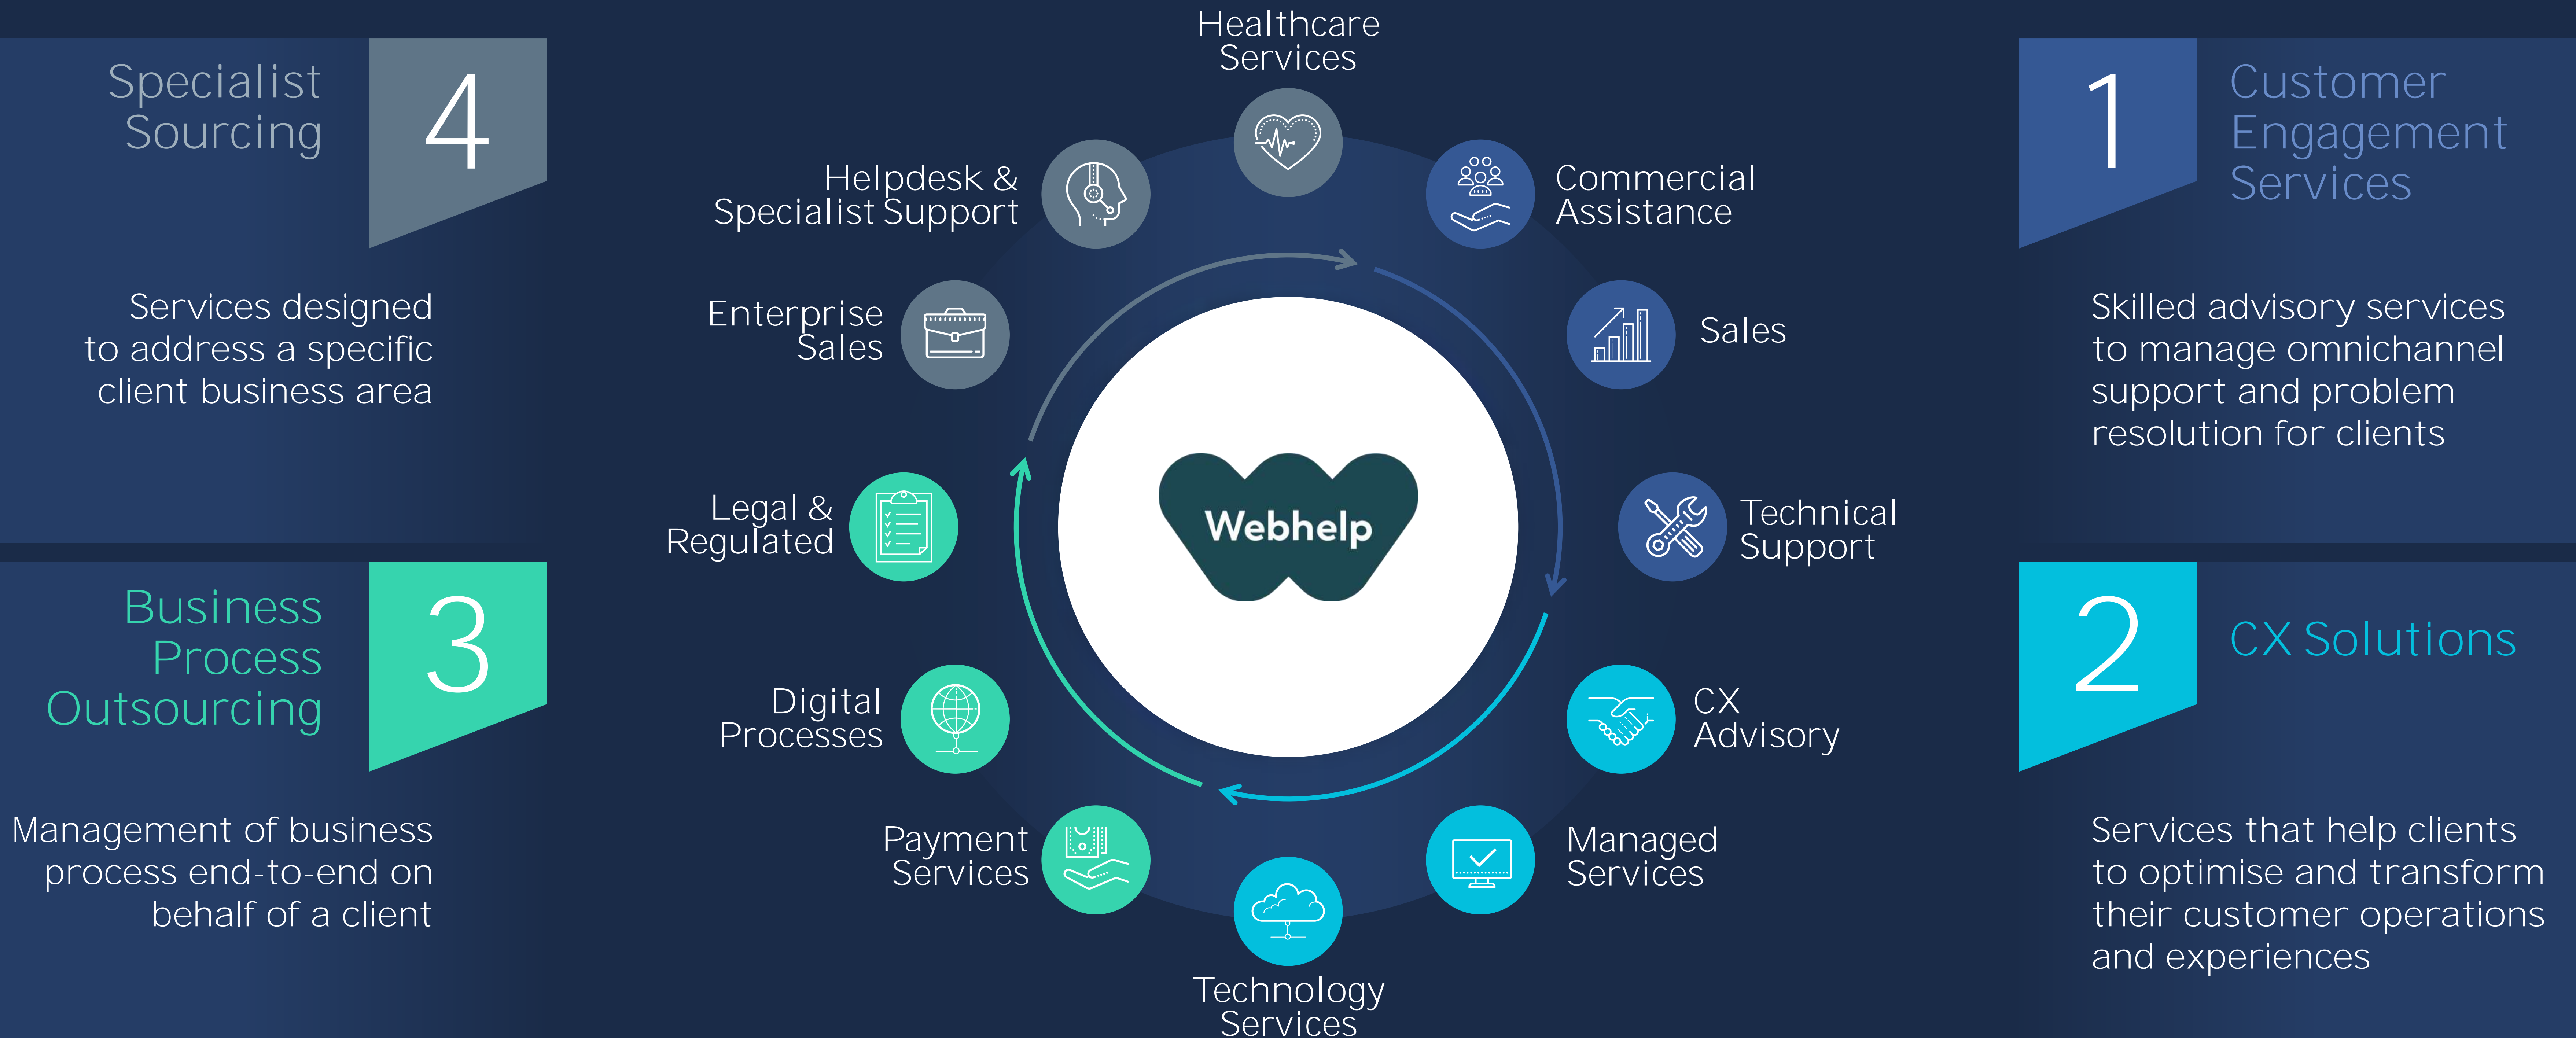 Specialist
Sourcing
4
Services designed
to address a specific
client business area
Business
Process
Outsourcing
3
Management of business
process end-to-end on
behalf of a client
Healthcare
Services
Helpdesk &
Specialist Support
Enterprise
Sales
Legal &
Regulated
Digital
Processes
Payment
Services
Technology
Services
Webhelp
Commercial
Assistance
Sales
Technical
Support
CX
Advisory
Managed
Services
1
Customer
Engagement
Services
Skilled advisory services
to manage omnichannel
support and problem
resolution for clients
2
CX Solutions
Services that help clients
to optimise and transform
their customer operations
and experiences